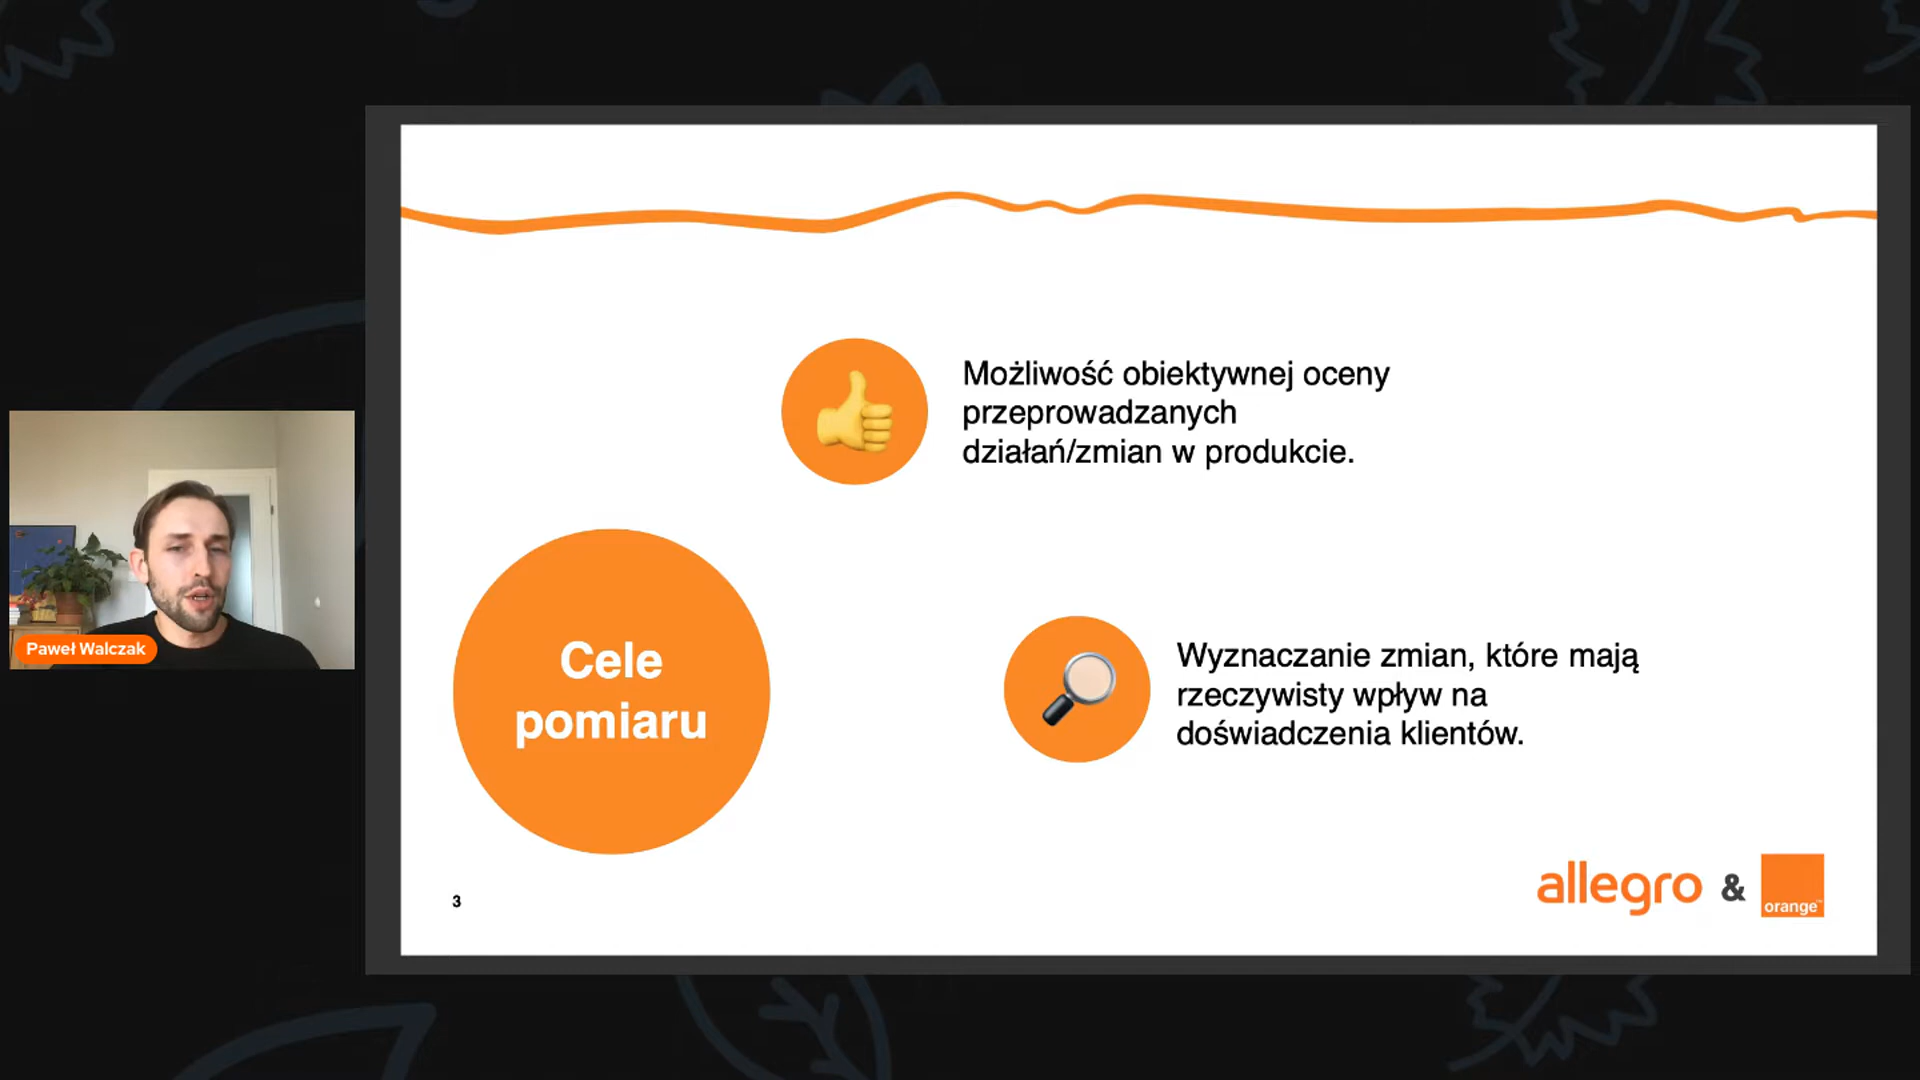 Możliwość obiektywnej oceny
przeprowadzanych
działań/zmian w produkcie.
Cele
pomiaru
Wyznaczanie zmian, które mają
rzeczywisty wpływ na
doświadczenia klientów.
Paweł Walczak
3
allegro & orange™